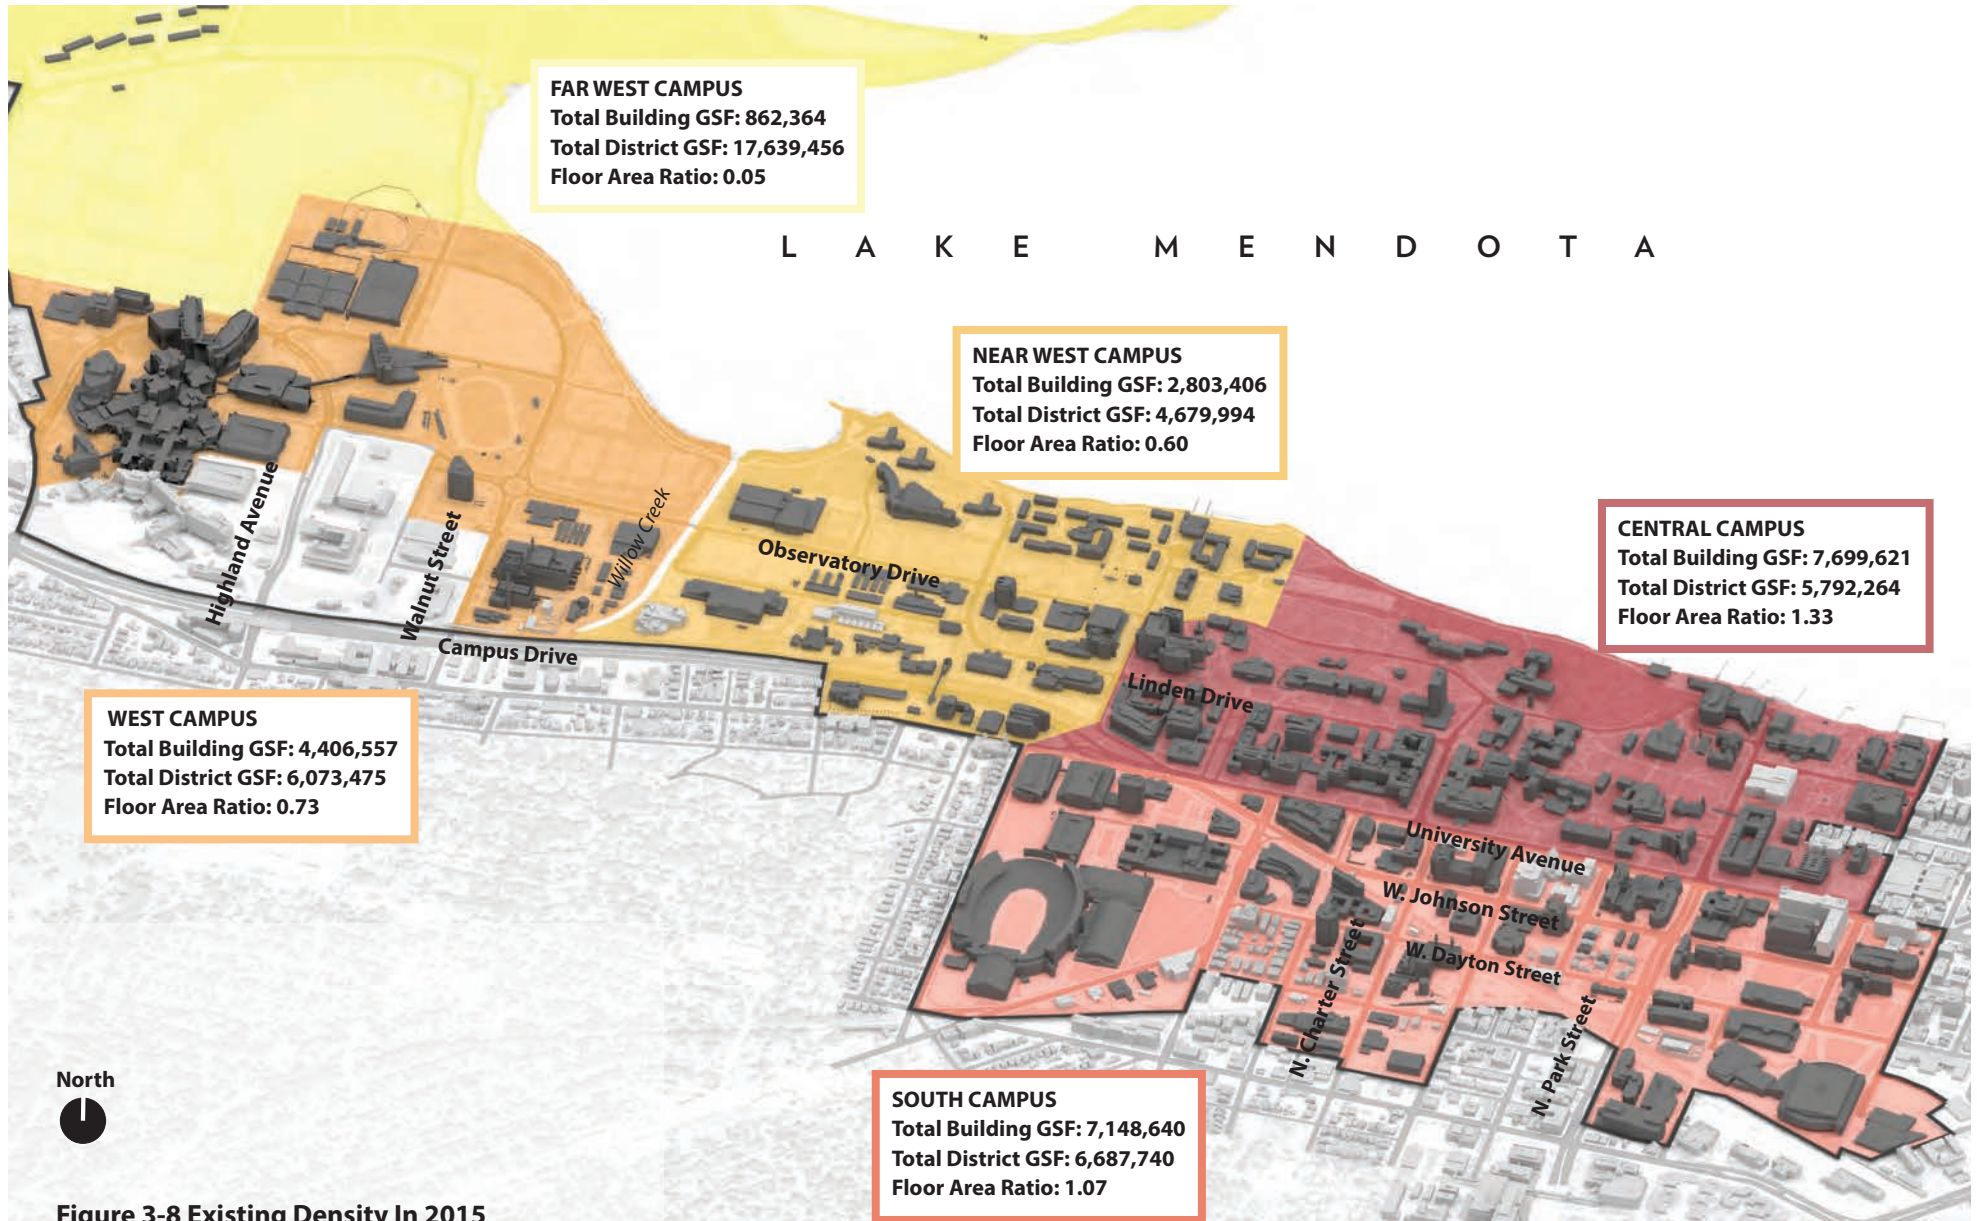 FAR WEST CAMPUS
Total Building GSF: 862,364
Total District GSF: 17,639,456
Floor Area Ratio: 0.05
LAKE MENDOTA
NEAR WEST CAMPUS
Total Building GSF: 2,803,406
Total District GSF: 4,679,994
Floor Area Ratio: 0.60
CENTRAL CAMPUS
Total Building GSF: 7,699,621
Total District GSF: 5,792,264
Floor Area Ratio: 1.33
Highland Avenue
Walnut Street
Willow Creek
Observatory Drive
Campus Drive
Linden Drive
WEST CAMPUS
Total Building GSF: 4,406,557
Total District GSF: 6,073,475
Floor Area Ratio: 0.73
University Avenue
W. Johnson Street
W. Dayton Street
N. Charter Street
N. Park Street
North
SOUTH CAMPUS
Total Building GSF: 7,148,640
Total District GSF: 6,687,740
Floor Area Ratio: 1.07
Figure 3-8 Existing Density In 2015